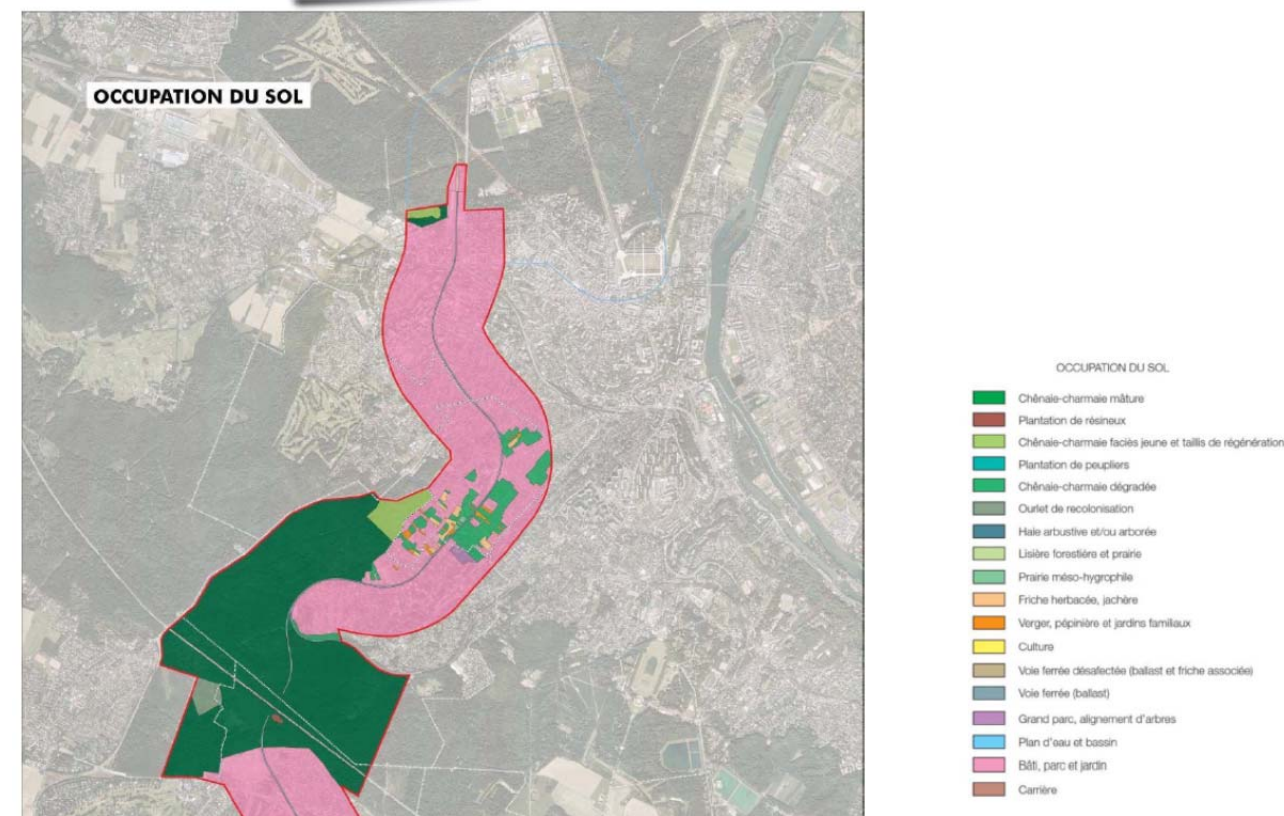 OCCUPATION DU SOL
OCCUPATION DU SOL
Chênaie-charmaie mâture
Plantation de résineux
Chênaie-charmaie faciès jeune et taillis de régénération
Plantation de peupliers
Chênaie-charmaie dégradée
Ourlet de recolonisation
Haie arbustive et/ou arborée
Lisière forestière et prairie
Prairie méso-hygrophile
Friche herbacée, jachère
Verger, pépinière et jardins familiaux
Culture
Voie ferrée désafectée (ballast et friche associée)
Voie ferrée (ballast)
Grand parc, alignement d'arbres
Plan d'eau et bassin
Bâti, parc et jardin
Carrière